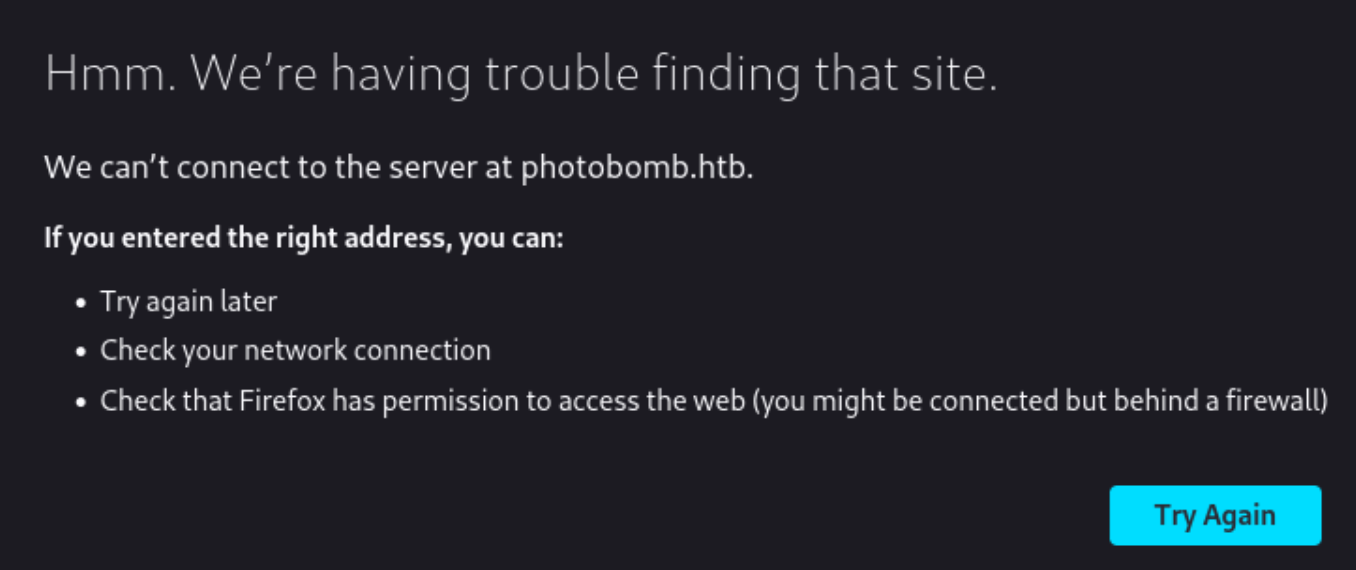 Hmm. We’re having trouble finding that site.
We can’t connect to the server at photobomb.htb.
If you entered the right address, you can:
• Try again later
• Check your network connection
• Check that Firefox has permission to access the web (you might be connected but behind a firewall)
Try Again